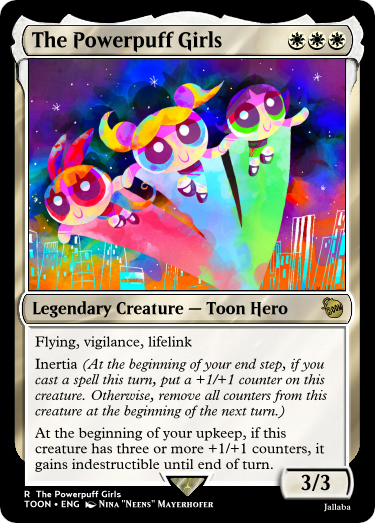 The Powerpuff Girls
Legendary Creature — Toon Hero
Flying, vigilance, lifelink
Inertia (At the beginning of your end step, if you
cast a spell this turn, put a +1/+1 counter on this
creature. Otherwise, remove all counters from this
creature at the beginning of the next turn.)
At the beginning of your upkeep, if this
creature has three or more +1/+1 counters, it
gains indestructible until end of turn.
3/3
R The Powerpuff Girls
TOON • ENG Nina "Neens" Mayerhofer
Jallaba